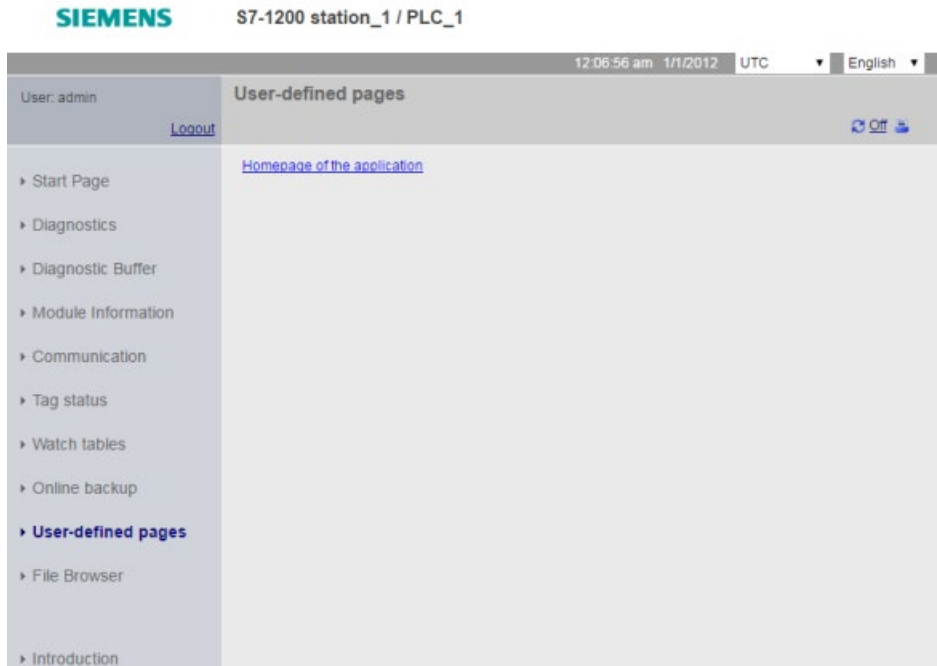 SIEMENS S7-1200 station_1 / PLC_1
12:06:56 am 1/1/2012 UTC English
User: admin
User-defined pages
Logout
Off
Homepage of the application
Start Page
Diagnostics
Diagnostic Buffer
Module Information
Communication
Tag status
Watch tables
Online backup
User-defined pages
File Browser
Introduction